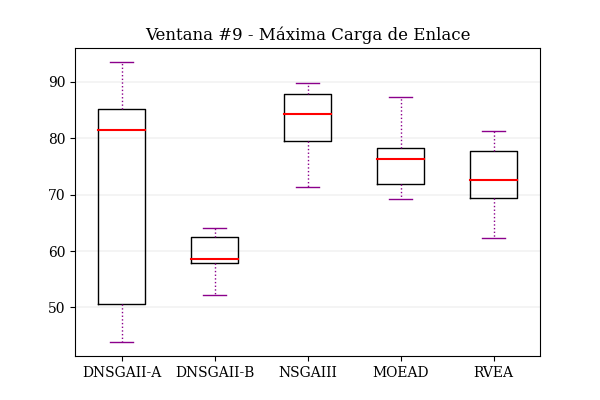 Ventana #9 - Máxima Carga de Enlace
90
80
70
60
50
DNSGAII-A DNSGAII-B NSGAIII MOEAD RVEA